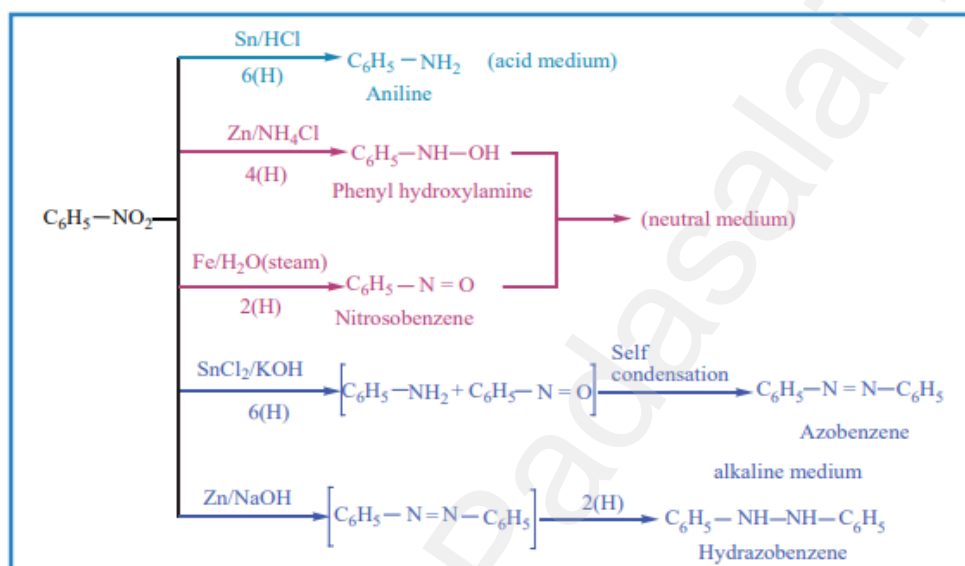 Sn/HCl
6(H)
C₆H₅ – NH₂ (acid medium)
Aniline
Zn/NH₄Cl
4(H)
C₆H₅–NH–OH
Phenyl hydroxylamine
C₆H₅–NO₂
(neutral medium)
Fe/H₂O(steam)
2(H)
C₆H₅ – N = O
Nitrosobenzene
SnCl₂/KOH
6(H)
[C₆H₅–NH₂ + C₆H₅– N = O]
Self
condensation
C₆H₅–N = N–C₆H₅
Azobenzene
alkaline medium
Zn/NaOH
[C₆H₅– N=N– C₆H₅]
2(H)
C₆H₅ – NH–NH– C₆H₅
Hydrazobenzene
Padasalai